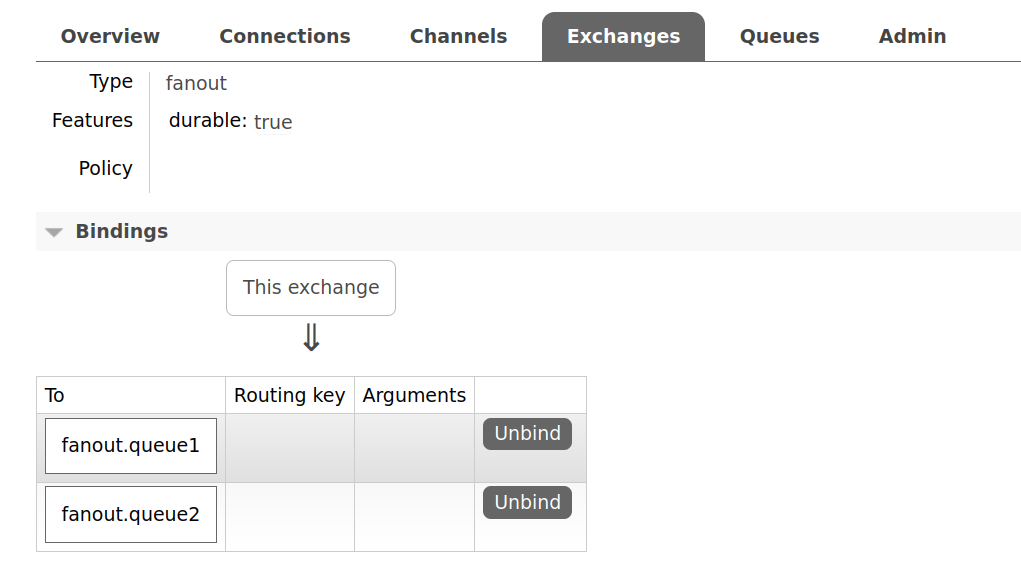 Overview Connections Channels Exchanges Queues Admin
Type fanout
Features durable: true
Policy
Bindings
This exchange
⇓
To Routing key Arguments
fanout.queue1 Unbind
fanout.queue2 Unbind